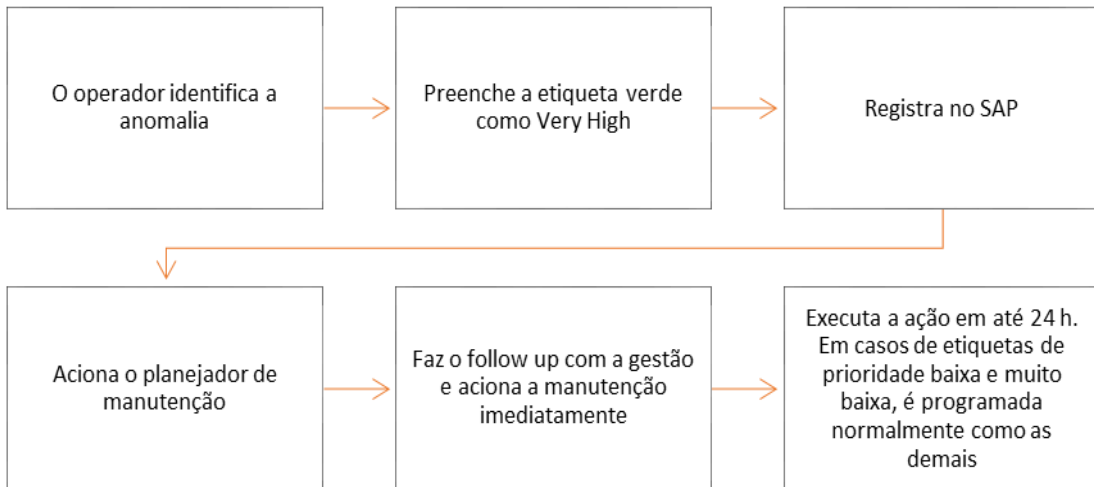 O operador identifica a
anomalia
Preenche a etiqueta verde
como Very High
Registra no SAP
Aciona o planejador de
manutenção
Faz o follow up com a gestão
e aciona a manutenção
imediatamente
Executa a ação em até 24 h.
Em casos de etiquetas de
prioridade baixa e muito
baixa, é programada
normalmente como as
demais